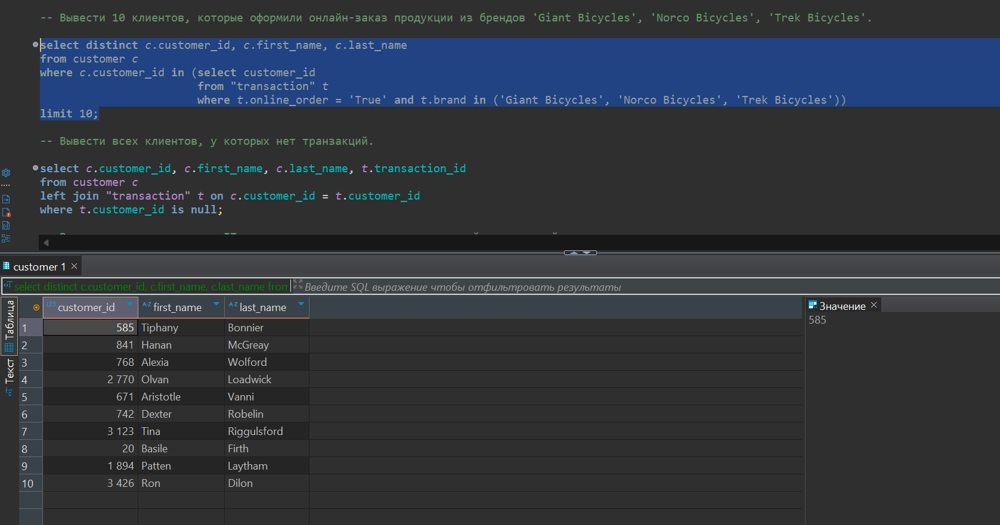 -- Вывести 10 клиентов, которые оформили онлайн-заказ продукции из брендов 'Giant Bicycles', 'Norco Bicycles', 'Trek Bicycles'.
select distinct c.customer_id, c.first_name, c.last_name
from customer c
where c.customer_id in (select customer_id
from "transaction" t
where t.online_order = 'True' and t.brand in ('Giant Bicycles', 'Norco Bicycles', 'Trek Bicycles'))
limit 10;
-- Вывести всех клиентов, у которых нет транзакций.
select c.customer_id, c.first_name, c.last_name, t.transaction_id
from customer c
left join "transaction" t on c.customer_id = t.customer_id
where t.customer_id is null;
customer 1
select distinct c.customer_id, c.first_name, c.last_name from
Введите SQL выражение чтобы отфильтровать результаты
Таблица
Текст
123 customer_id A-Z first_name A-Z last_name
1 585 Tiphany Bonnier
2 841 Hanan McGreay
3 768 Alexia Wolford
4 2 770 Olvan Loadwick
5 671 Aristotle Vanni
6 742 Dexter Robelin
7 3 123 Tina Riggulsford
8 20 Basile Firth
9 1 894 Patten Laytham
10 3 426 Ron Dilon
Значение
585